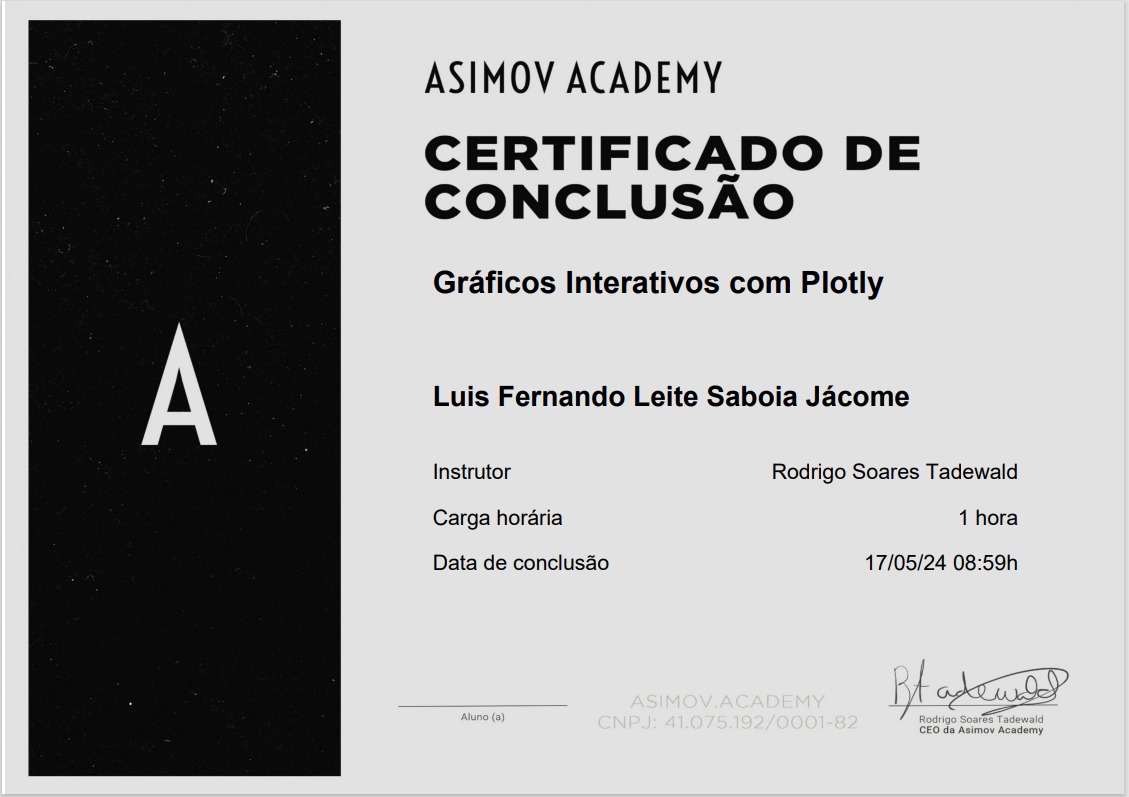 ASIMOV ACADEMY
CERTIFICADO DE
CONCLUSÃO
Gráficos Interativos com Plotly
A
Luis Fernando Leite Saboia Jácome
Instrutor Rodrigo Soares Tadewald
Carga horária 1 hora
Data de conclusão 17/05/24 08:59h
Rtadewald
Aluno (a)
ASIMOV.ACADEMY
CNPJ: 41.075.192/0001-82
Rodrigo Soares Tadewald
CEO da Asimov Academy